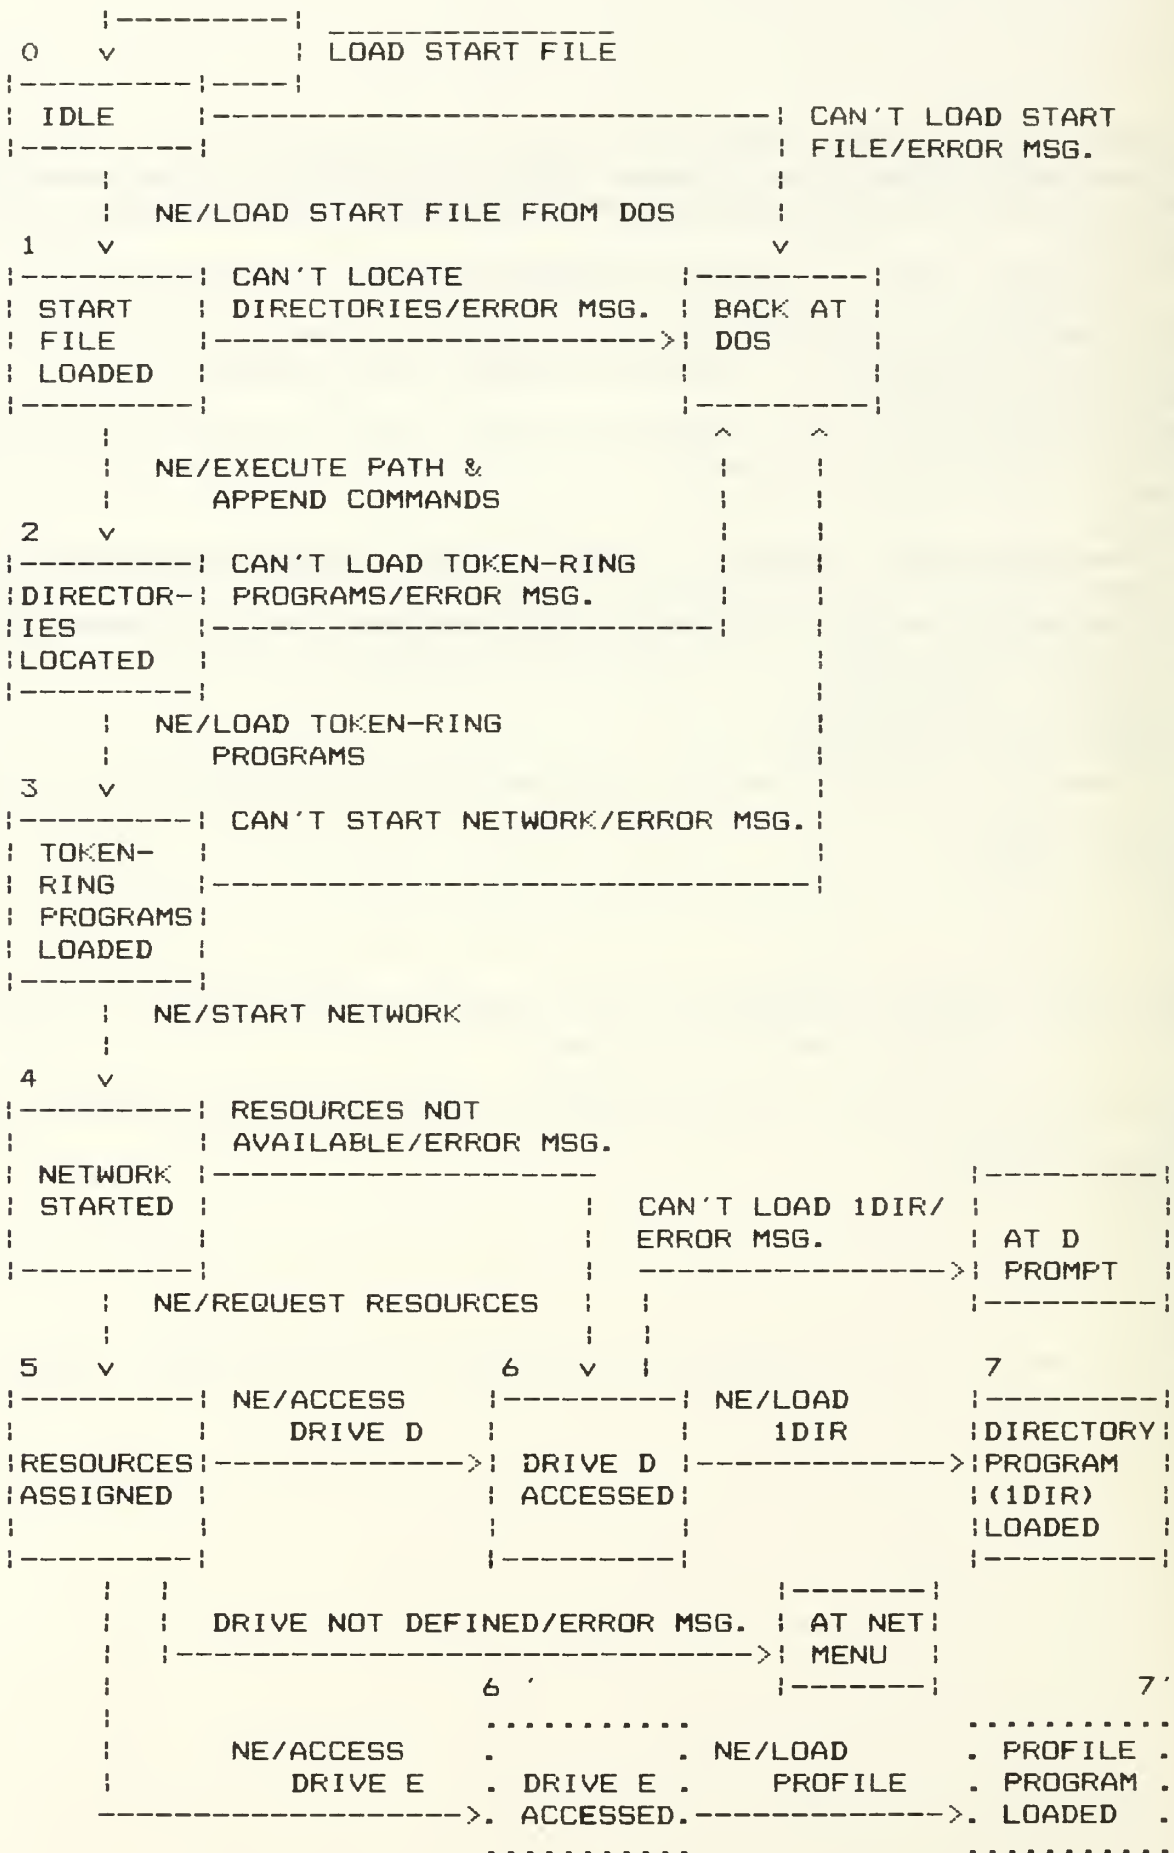 LOAD START FILE
0
IDLE
CAN'T LOAD START
FILE/ERROR MSG.
NE/LOAD START FILE FROM DOS
1
CAN'T LOCATE
START
DIRECTORIES/ERROR MSG.
BACK AT
FILE
DOS
LOADED
NE/EXECUTE PATH &
APPEND COMMANDS
2
CAN'T LOAD TOKEN-RING
DIRECTOR-
PROGRAMS/ERROR MSG.
IES
LOCATED
NE/LOAD TOKEN-RING
PROGRAMS
3
CAN'T START NETWORK/ERROR MSG.
TOKEN-
RING
PROGRAMS
LOADED
NE/START NETWORK
4
RESOURCES NOT
AVAILABLE/ERROR MSG.
NETWORK
STARTED
CAN'T LOAD 1DIR/
ERROR MSG.
AT D
PROMPT
NE/REQUEST RESOURCES
5
6
7
NE/ACCESS
DRIVE D
NE/LOAD
1DIR
RESOURCES
ASSIGNED
DRIVE D
ACCESSED
DIRECTORY
PROGRAM
(1DIR)
LOADED
DRIVE NOT DEFINED/ERROR MSG.
AT NET
MENU
6 '
7'
NE/ACCESS
DRIVE E
DRIVE E
ACCESSED
NE/LOAD
PROFILE
PROFILE
PROGRAM
LOADED